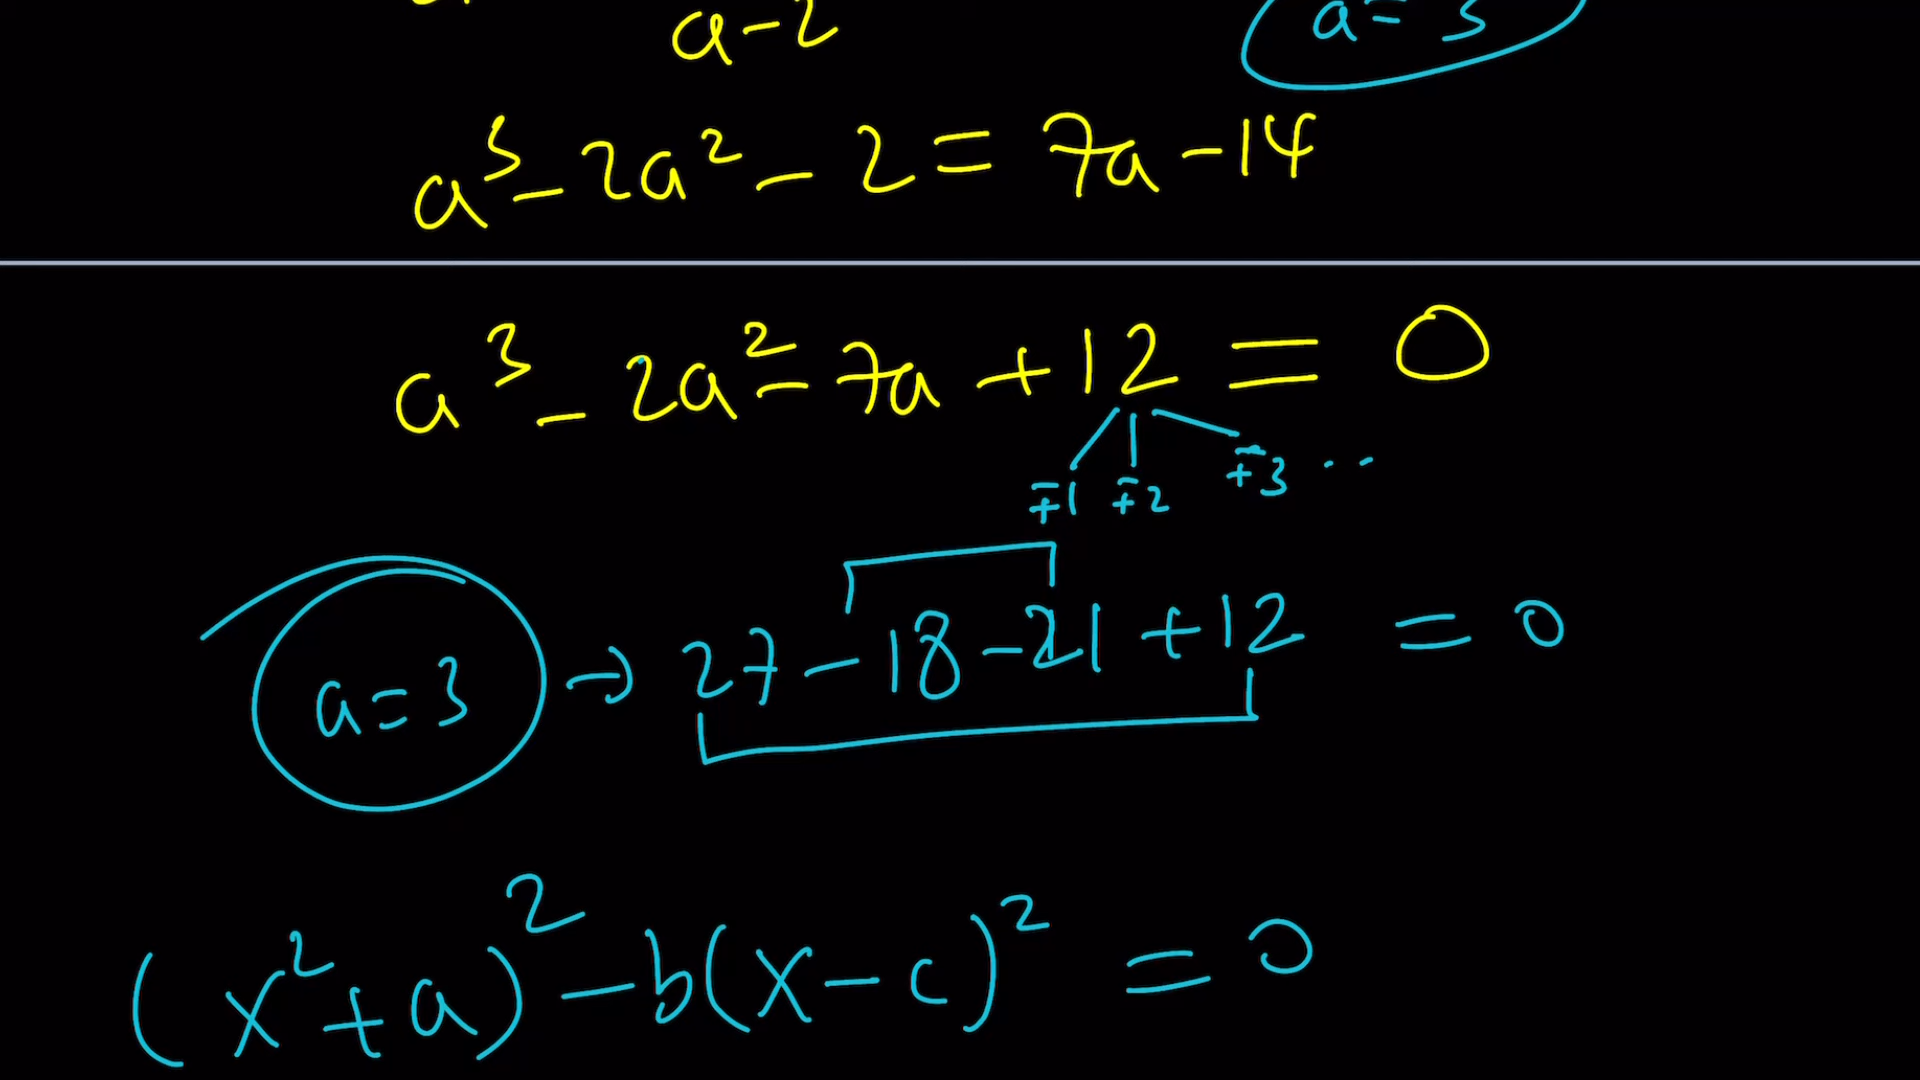 a-2
a = 3
a³ - 2a² - 2 = 7a - 14
a³ - 2a² - 7a + 12 = 0
∓1 ∓2 ∓3 ..
a = 3 → 27 - 18 - 21 + 12 = 0
(x² + a)² - b(x - c)² = 0